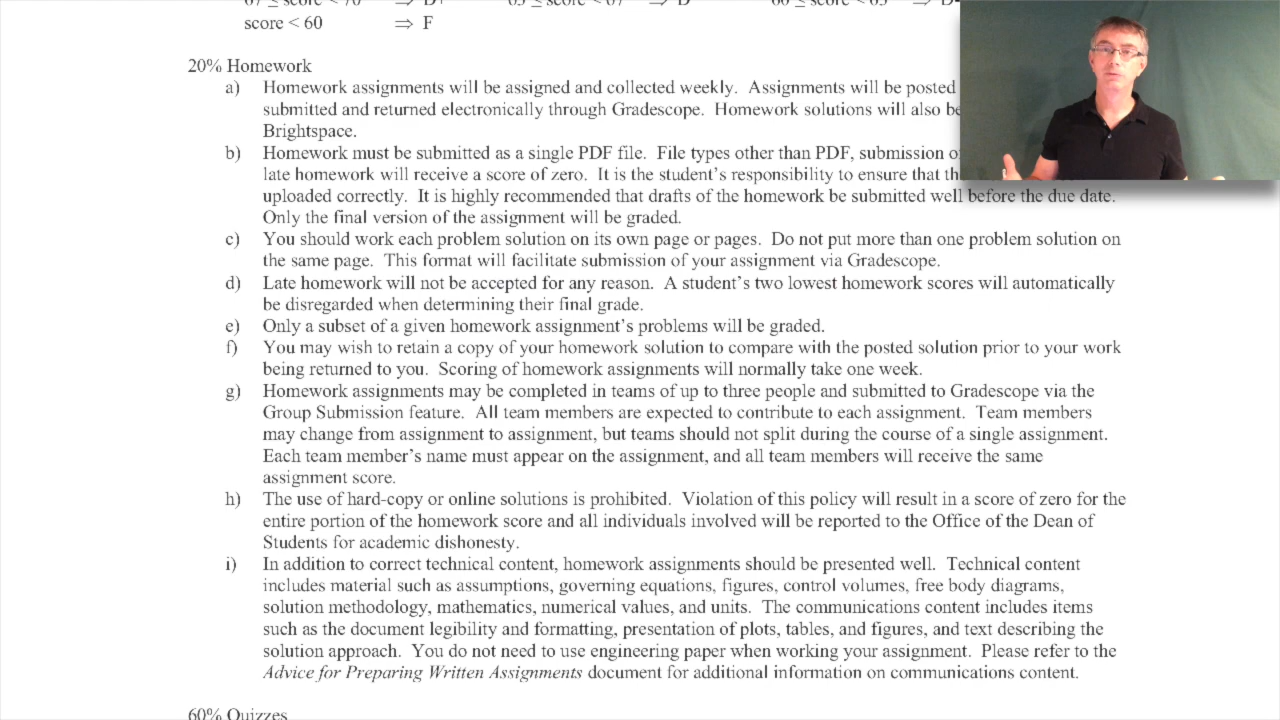 score < 60 ⇒ F
20% Homework
a) Homework assignments will be assigned and collected weekly. Assignments will be posted
submitted and returned electronically through Gradescope. Homework solutions will also be
Brightspace.
b) Homework must be submitted as a single PDF file. File types other than PDF, submission
late homework will receive a score of zero. It is the student's responsibility to ensure that
uploaded correctly. It is highly recommended that drafts of the homework be submitted well before the due date.
Only the final version of the assignment will be graded.
c) You should work each problem solution on its own page or pages. Do not put more than one problem solution on
the same page. This format will facilitate submission of your assignment via Gradescope.
d) Late homework will not be accepted for any reason. A student's two lowest homework scores will automatically
be disregarded when determining their final grade.
e) Only a subset of a given homework assignment's problems will be graded.
f) You may wish to retain a copy of your homework solution to compare with the posted solution prior to your work
being returned to you. Scoring of homework assignments will normally take one week.
g) Homework assignments may be completed in teams of up to three people and submitted to Gradescope via the
Group Submission feature. All team members are expected to contribute to each assignment. Team members
may change from assignment to assignment, but teams should not split during the course of a single assignment.
Each team member's name must appear on the assignment, and all team members will receive the same
assignment score.
h) The use of hard-copy or online solutions is prohibited. Violation of this policy will result in a score of zero for the
entire portion of the homework score and all individuals involved will be reported to the Office of the Dean of
Students for academic dishonesty.
i) In addition to correct technical content, homework assignments should be presented well. Technical content
includes material such as assumptions, governing equations, figures, control volumes, free body diagrams,
solution methodology, mathematics, numerical values, and units. The communications content includes items
such as the document legibility and formatting, presentation of plots, tables, and figures, and text describing the
solution approach. You do not need to use engineering paper when working your assignment. Please refer to the
Advice for Preparing Written Assignments document for additional information on communications content.
60% Quizzes